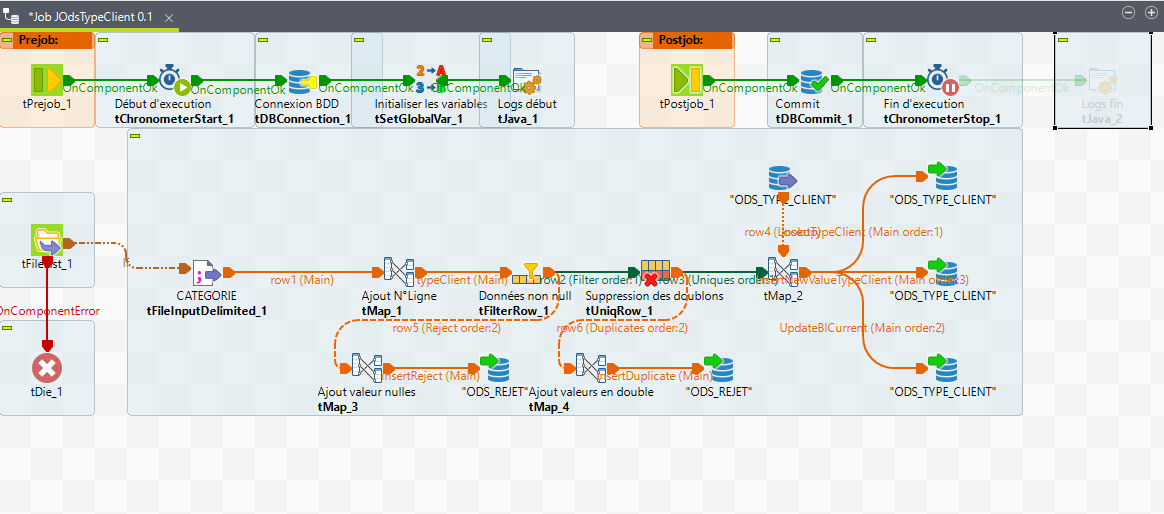 *Job JOdsTypeClient 0.1
Prejob:
Postjob:
OnComponentOk
OnComponentOk
OnComponentOk
OnComponentOk
OnComponentOk
OnComponentOk
OnComponentOk
tPrejob_1
Début d'execution
tChronometerStart_1
Connexion BDD
tDBConnection_1
Initialiser les variables
tSetGlobalVar_1
Logs début
tJava_1
tPostjob_1
Commit
tDBCommit_1
Fin d'execution
tChronometerStop_1
Logs fin
tJava_2
"ODS_TYPE_CLIENT"
"ODS_TYPE_CLIENT"
row4 (Lookup)
TypeClient (Main order:1)
tFileList_1
row1 (Main)
typeClient (Main)
row2 (Filter order:1)
row3 (Uniques order:1)
InsertNewValueTypeClient (Main order:3)
CATEGORIE
tFileInputDelimited_1
Ajout N°Ligne
tMap_1
Données non null
tFilterRow_1
Suppression des doublons
tUniqRow_1
tMap_2
"ODS_TYPE_CLIENT"
OnComponentError
row5 (Reject order:2)
row6 (Duplicates order:2)
UpdateBICurrent (Main order:2)
tDie_1
InsertReject (Main)
InsertDuplicate (Main)
Ajout valeur nulles
tMap_3
"ODS_REJET"
Ajout valeurs en double
tMap_4
"ODS_REJET"
"ODS_TYPE_CLIENT"